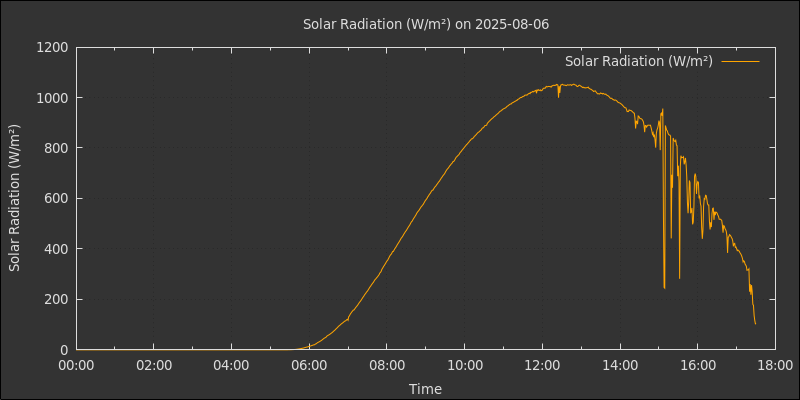 Solar Radiation (W/m²) on 2025-08-06
Solar Radiation (W/m²)
Solar Radiation (W/m²)
1200
1000
800
600
400
200
0
00:00 02:00 04:00 06:00 08:00 10:00 12:00 14:00 16:00 18:00
Time